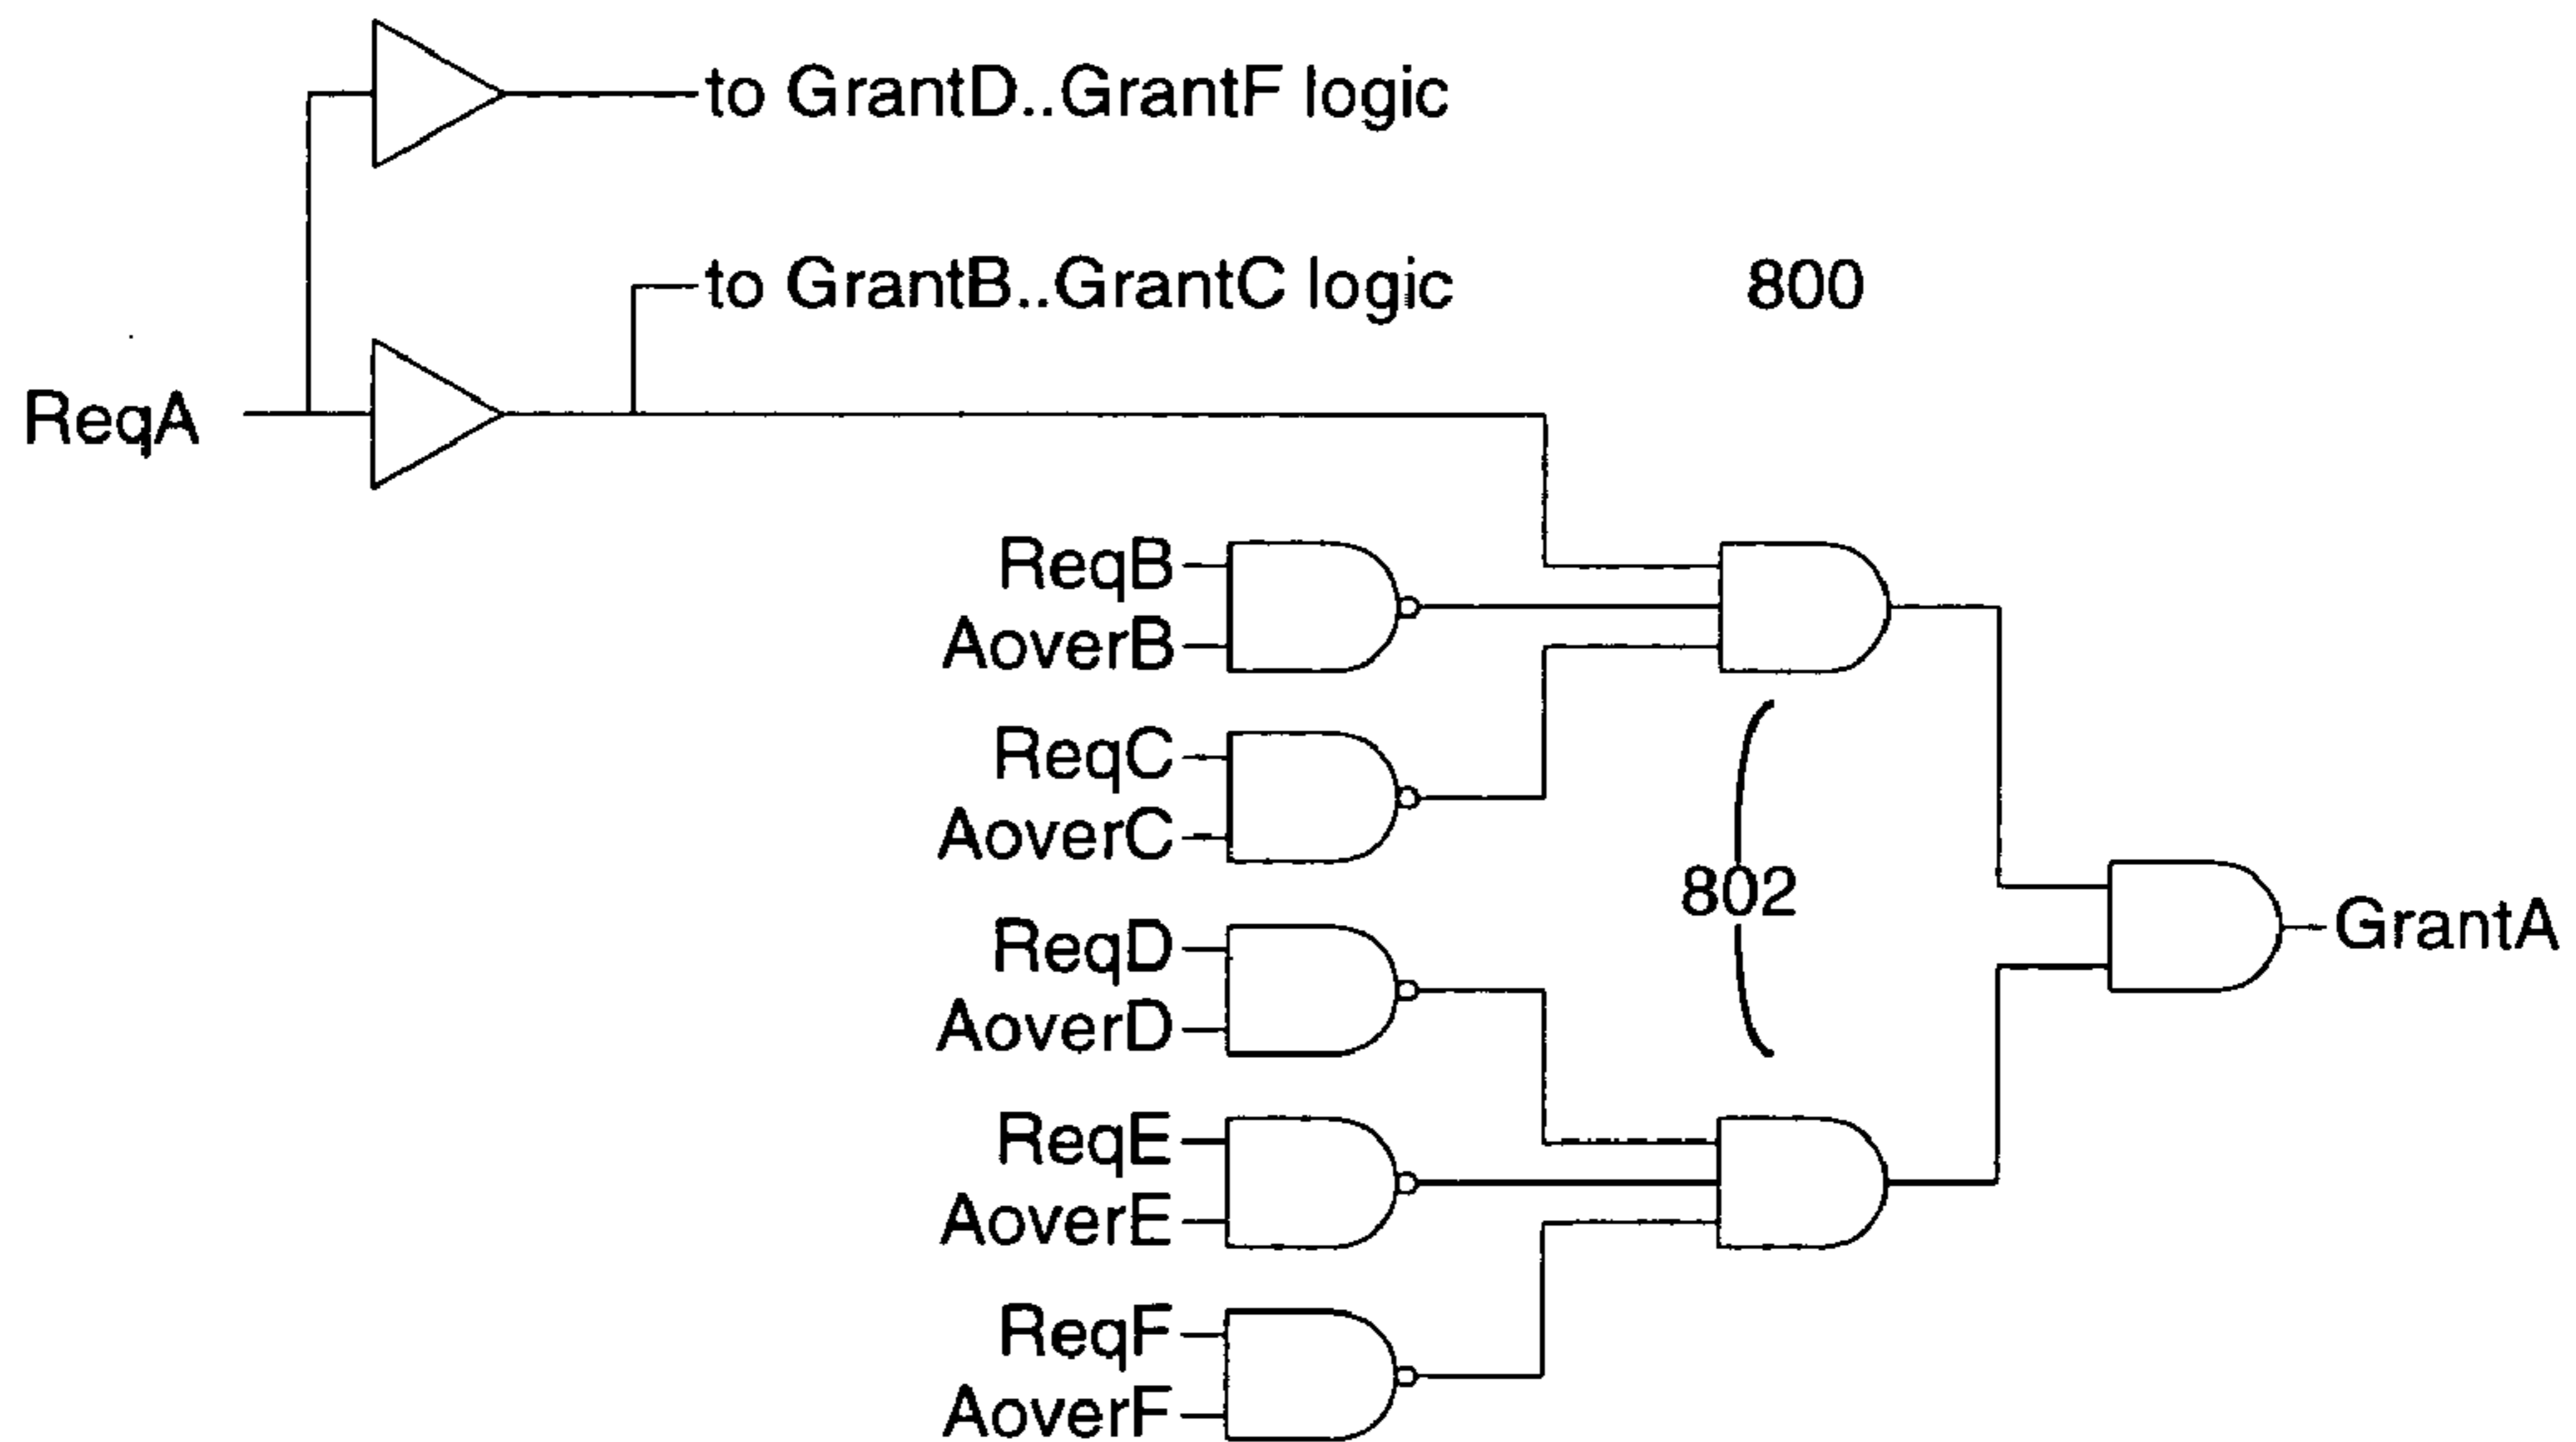 to GrantD..GrantF logic
to GrantB..GrantC logic
800
ReqA
ReqB
AoverB
ReqC
AoverC
802
ReqD
GrantA
AoverD
ReqE
AoverE
ReqF
AoverF